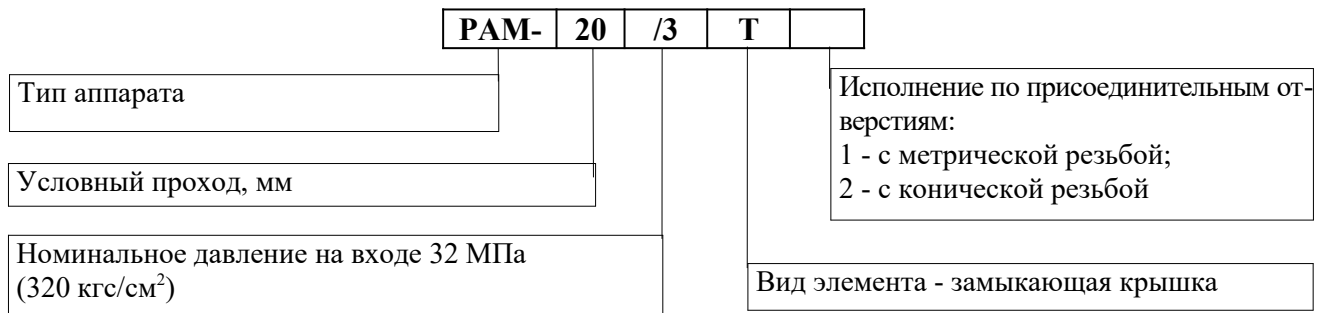 РАМ- 20 /3 Т
Тип аппарата
Условный проход, мм
Номинальное давление на входе 32 МПа
(320 кгс/см²)
Исполнение по присоединительным от-
верстиям:
1 - с метрической резьбой;
2 - с конической резьбой
Вид элемента - замыкающая крышка